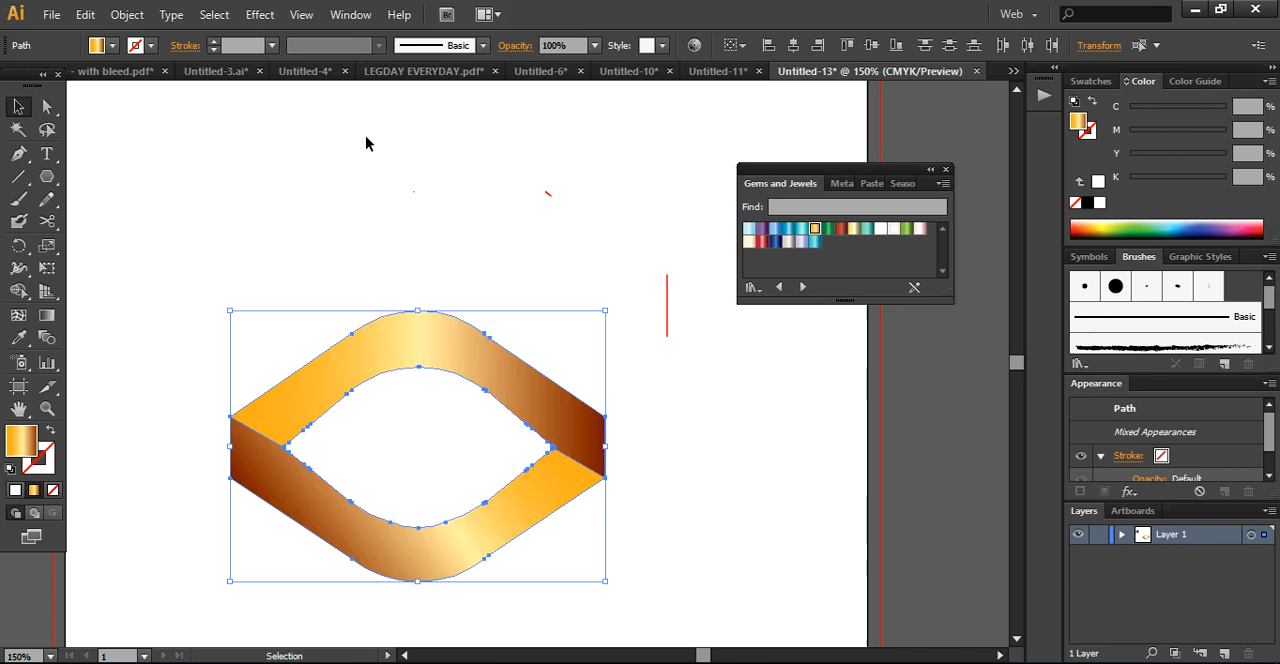 Ai File Edit Object Type Select Effect View Window Help Br Web
Path Stroke: Basic Opacity: 100% Style: Transform
- with bleed.pdf* × Untitled-3.ai* × Untitled-4* × LEGDAY EVERYDAY.pdf* × Untitled-6* × Untitled-10* × Untitled-11* × Untitled-13* @ 150% (CMYK/Preview) ×
Swatches Color Color Guide
C %
M %
Y %
K %
Gems and Jewels Meta Paste Seaso
Find:
Symbols Brushes Graphic Styles
Basic
Appearance
Path
Mixed Appearances
Stroke:
Opacity: Default
fx
Layers Artboards
Layer 1
1 Layer
150% 1 Selection